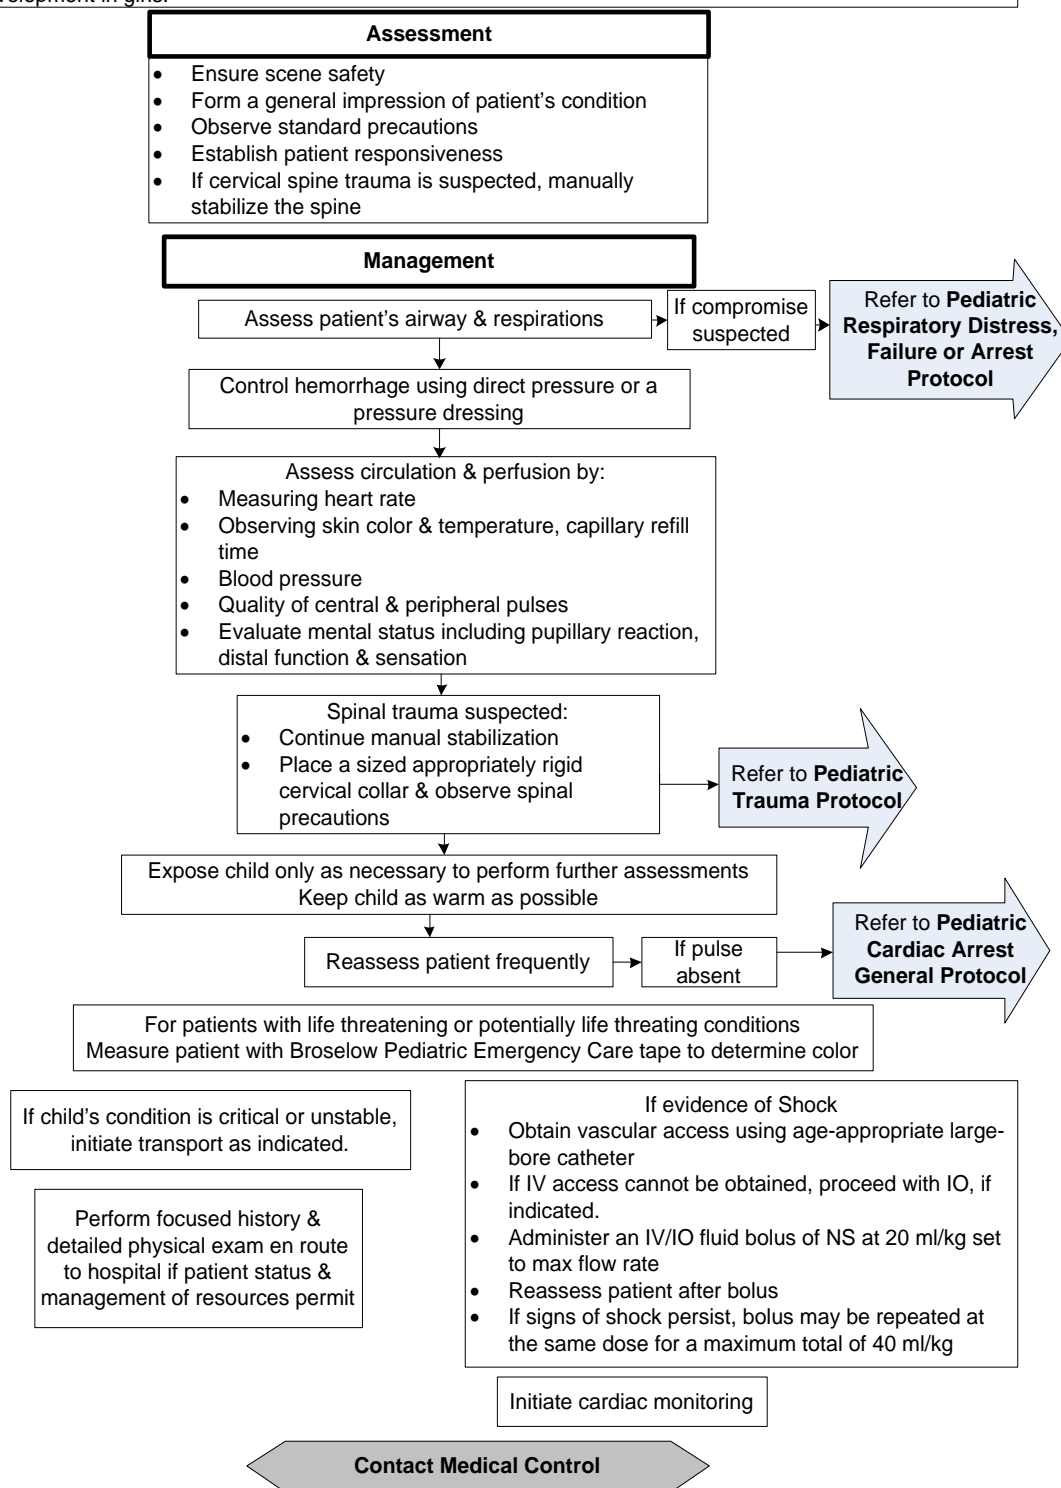 velopment in girls.
Assessment
• Ensure scene safety
• Form a general impression of patient's condition
• Observe standard precautions
• Establish patient responsiveness
• If cervical spine trauma is suspected, manually
stabilize the spine
Management
Assess patient's airway & respirations
If compromise
suspected
Refer to Pediatric
Respiratory Distress,
Failure or Arrest
Protocol
Control hemorrhage using direct pressure or a
pressure dressing
Assess circulation & perfusion by:
• Measuring heart rate
• Observing skin color & temperature, capillary refill
time
• Blood pressure
• Quality of central & peripheral pulses
• Evaluate mental status including pupillary reaction,
distal function & sensation
Spinal trauma suspected:
• Continue manual stabilization
• Place a sized appropriately rigid
cervical collar & observe spinal
precautions
Refer to Pediatric
Trauma Protocol
Expose child only as necessary to perform further assessments
Keep child as warm as possible
Reassess patient frequently
If pulse
absent
Refer to Pediatric
Cardiac Arrest
General Protocol
For patients with life threatening or potentially life threating conditions
Measure patient with Broselow Pediatric Emergency Care tape to determine color
If child's condition is critical or unstable,
initiate transport as indicated.
Perform focused history &
detailed physical exam en route
to hospital if patient status &
management of resources permit
If evidence of Shock
• Obtain vascular access using age-appropriate large-
bore catheter
• If IV access cannot be obtained, proceed with IO, if
indicated.
• Administer an IV/IO fluid bolus of NS at 20 ml/kg set
to max flow rate
• Reassess patient after bolus
• If signs of shock persist, bolus may be repeated at
the same dose for a maximum total of 40 ml/kg
Initiate cardiac monitoring
Contact Medical Control